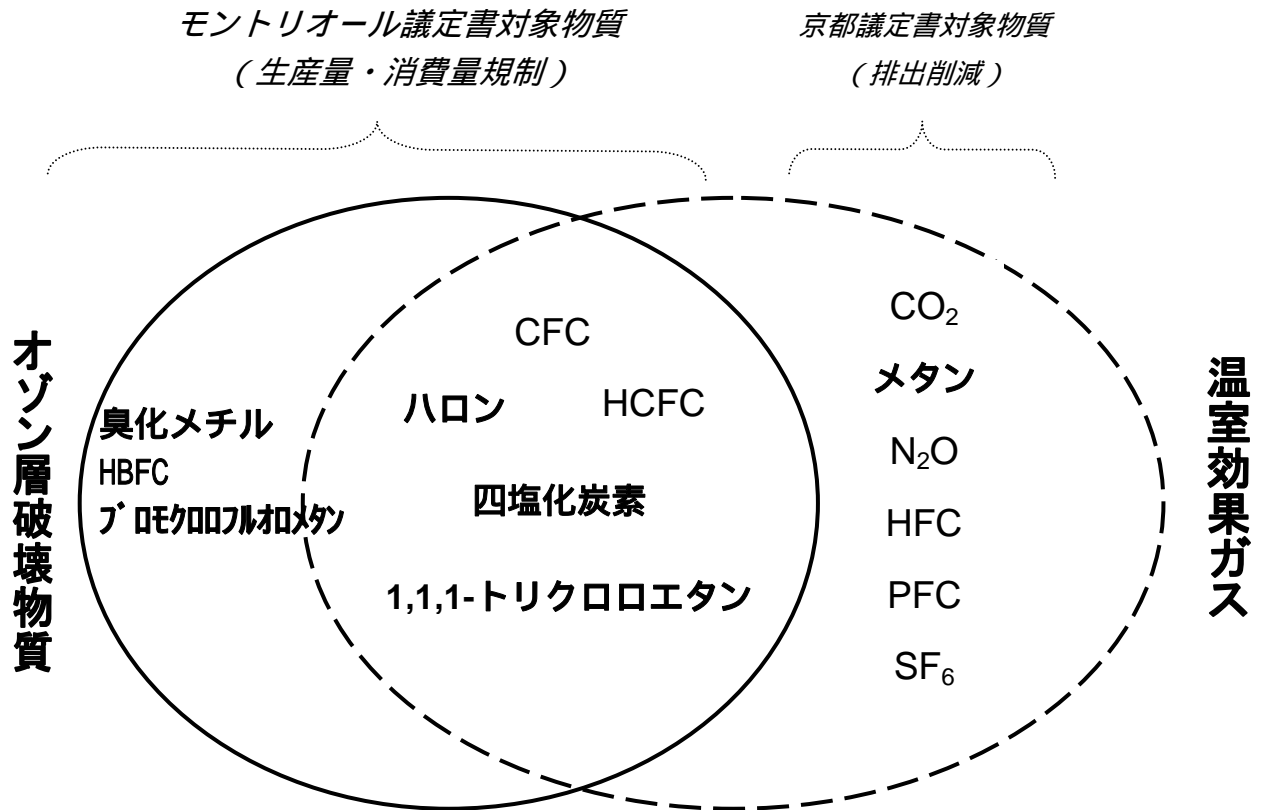 モントリオール議定書対象物質
（生産量・消費量規制）
京都議定書対象物質
（排出削減）
オゾン層破壊物質
臭化メチル
HBFC
ﾌﾞﾛﾓｸﾛﾛﾌﾙｵﾛﾒﾀﾝ
CFC
ハロン
HCFC
四塩化炭素
1,1,1-トリクロロエタン
CO₂
メタン
N₂O
HFC
PFC
SF₆
温室効果ガス